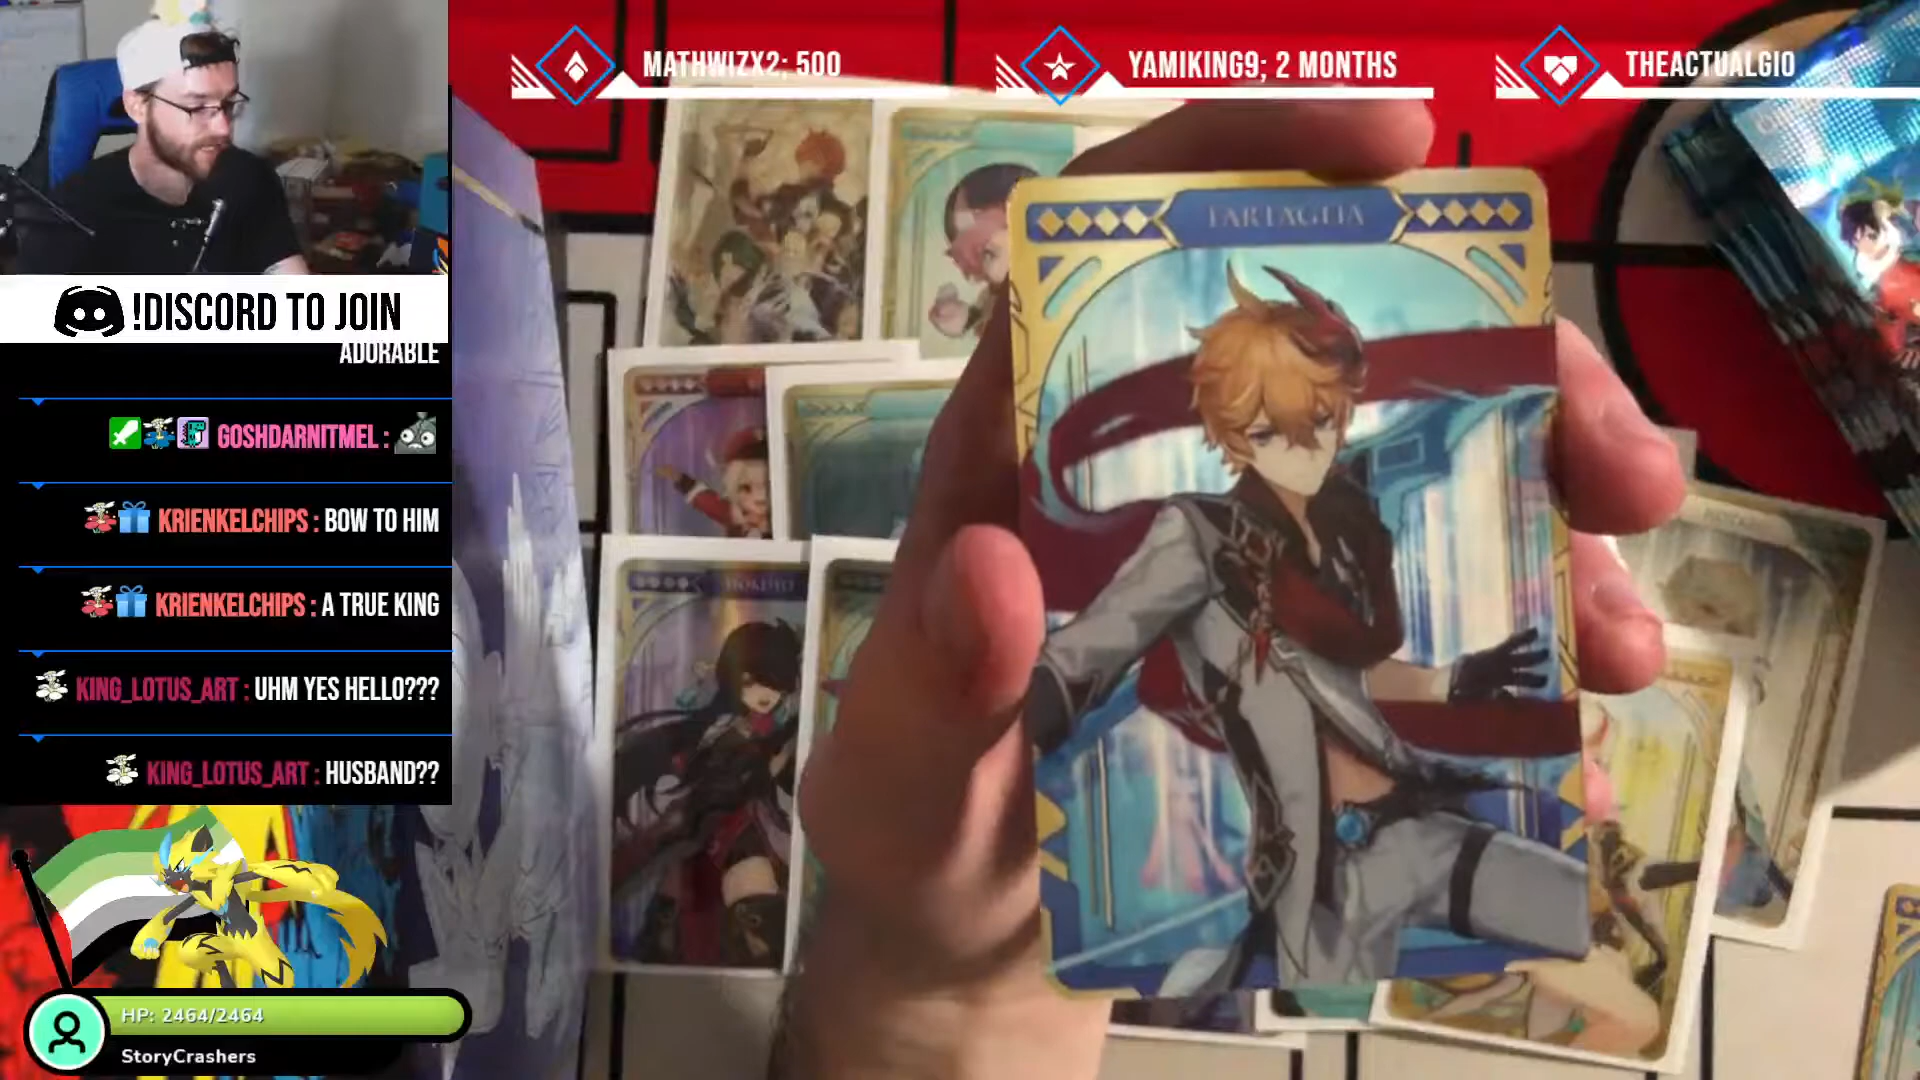 MATHWIZX2; 500
YAMIKING9; 2 MONTHS
THEACTUALGIO
TARTAGLIA
!DISCORD TO JOIN
ADORABLE
GOSHDARNITMEL :
KRIENKELCHIPS : BOW TO HIM
KRIENKELCHIPS : A TRUE KING
KING_LOTUS_ART : UHM YES HELLO???
KING_LOTUS_ART : HUSBAND??
HP: 2464/2464
StoryCrashers